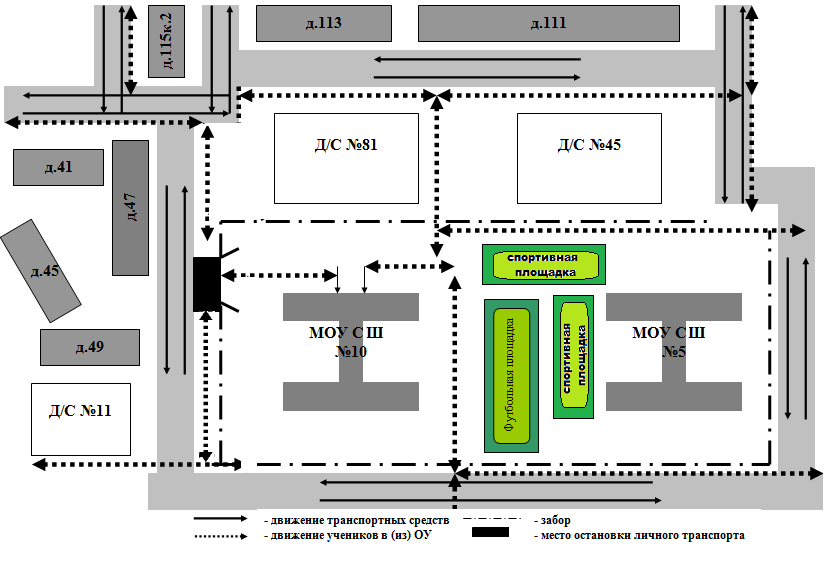 д.115к.2
д.113
д.111
Д/С №81
Д/С №45
д.41
д.47
д.45
спортивная
площадка
МОУ СШ
№10
Футбольная площадка
спортивная
площадка
МОУ СШ
№5
д.49
Д/С №11
- движение транспортных средств
- забор
- движение учеников в (из) ОУ
- место остановки личного транспорта